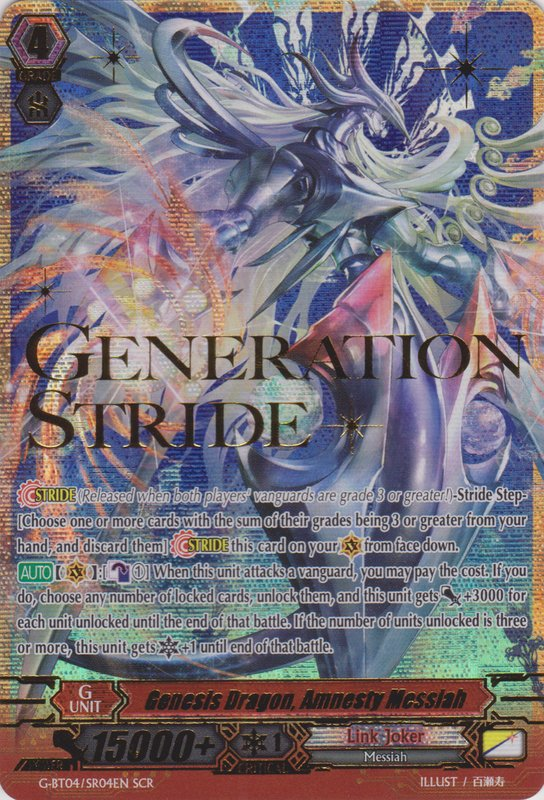 4
GRADE
GENERATION
STRIDE
STRIDE (Released when both players' vanguards are grade 3 or greater!)-Stride Step-
[Choose one or more cards with the sum of their grades being 3 or greater from your
hand, and discard them] STRIDE this card on your from face down.
AUTO [ ]:[ ①] When this unit attacks a vanguard, you may pay the cost. If you
do, choose any number of locked cards, unlock them, and this unit gets +3000 for
each unit unlocked until the end of that battle. If the number of units unlocked is three
or more, this unit gets +1 until end of that battle.
G
UNIT
Genesis Dragon, Amnesty Messiah
15000+
1
Link Joker
Messiah
G-BT04/SR04EN SCR
ILLUST / 百瀬寿